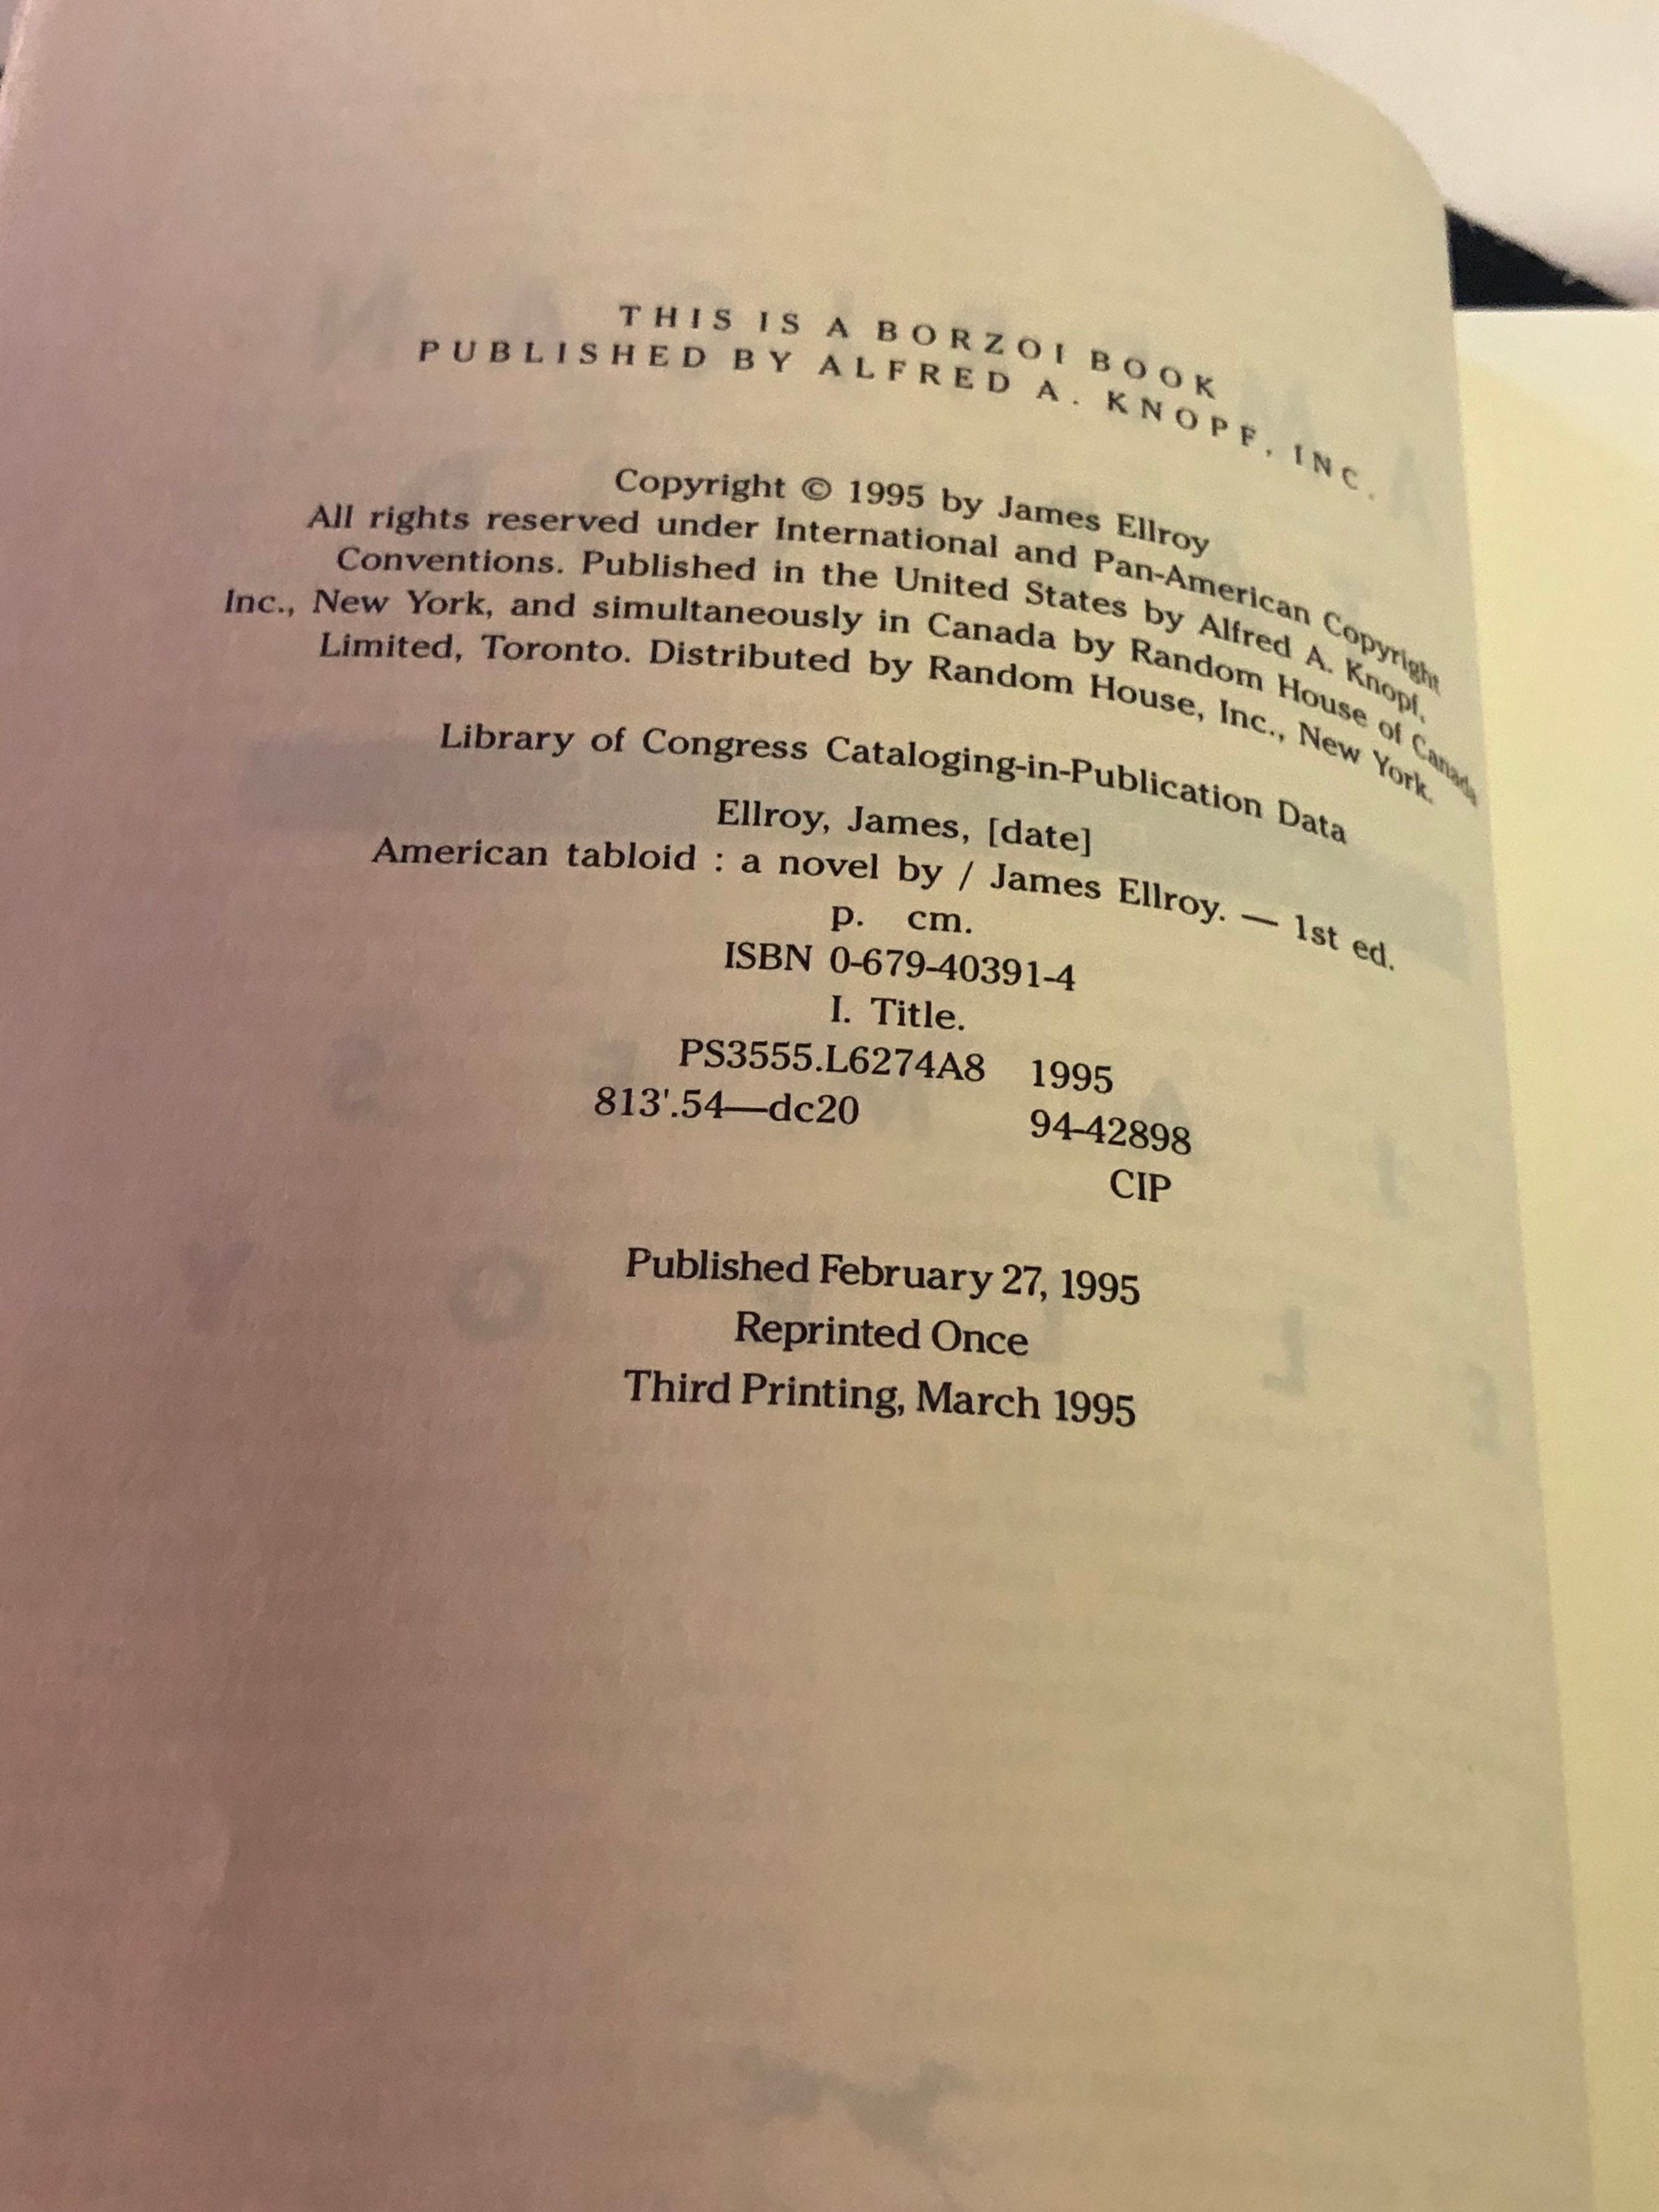 THIS IS A BORZOI BOOK
PUBLISHED BY ALFRED A. KNOPF, INC.
Copyright © 1995 by James Ellroy
All rights reserved under International and Pan-American Copyright
Conventions. Published in the United States by Alfred A. Knopf,
Inc., New York, and simultaneously in Canada by Random House of Canada
Limited, Toronto. Distributed by Random House, Inc., New York.
Library of Congress Cataloging-in-Publication Data
Ellroy, James, [date]
American tabloid : a novel by / James Ellroy. — 1st ed.
p. cm.
ISBN 0-679-40391-4
I. Title.
PS3555.L6274A8 1995
813'.54—dc20 94-42898
CIP
Published February 27, 1995
Reprinted Once
Third Printing, March 1995